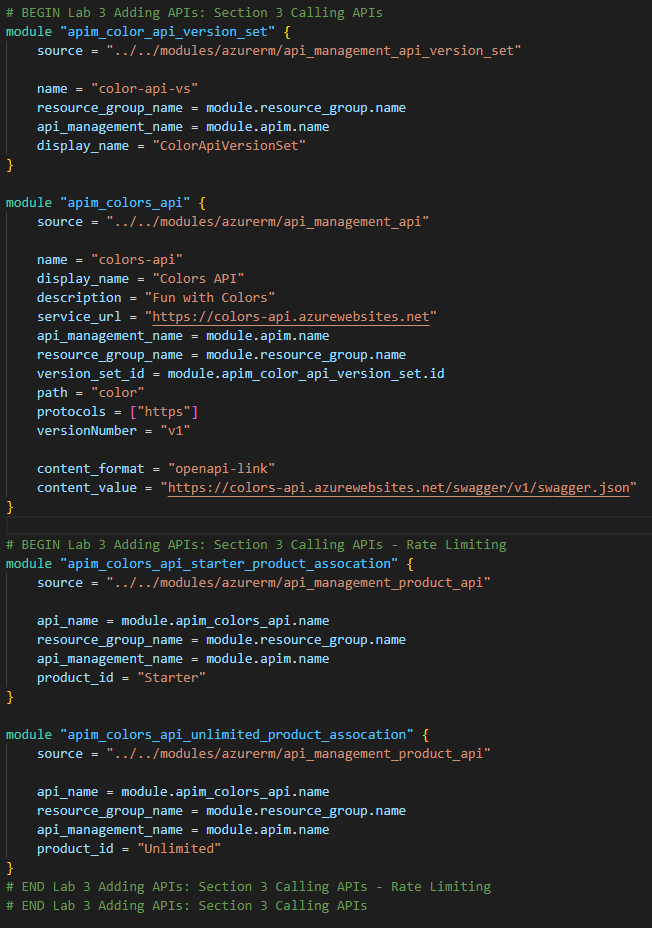 # BEGIN Lab 3 Adding APIs: Section 3 Calling APIs
module "apim_color_api_version_set" {
    source = "../../modules/azurerm/api_management_api_version_set"

    name = "color-api-vs"
    resource_group_name = module.resource_group.name
    api_management_name = module.apim.name
    display_name = "ColorApiVersionSet"
}

module "apim_colors_api" {
    source = "../../modules/azurerm/api_management_api"

    name = "colors-api"
    display_name = "Colors API"
    description = "Fun with Colors"
    service_url = "https://colors-api.azurewebsites.net"
    api_management_name = module.apim.name
    resource_group_name = module.resource_group.name
    version_set_id = module.apim_color_api_version_set.id
    path = "color"
    protocols = ["https"]
    versionNumber = "v1"

    content_format = "openapi-link"
    content_value = "https://colors-api.azurewebsites.net/swagger/v1/swagger.json"
}

# BEGIN Lab 3 Adding APIs: Section 3 Calling APIs - Rate Limiting
module "apim_colors_api_starter_product_assocation" {
    source = "../../modules/azurerm/api_management_product_api"

    api_name = module.apim_colors_api.name
    resource_group_name = module.resource_group.name
    api_management_name = module.apim.name
    product_id = "Starter"
}

module "apim_colors_api_unlimited_product_assocation" {
    source = "../../modules/azurerm/api_management_product_api"

    api_name = module.apim_colors_api.name
    resource_group_name = module.resource_group.name
    api_management_name = module.apim.name
    product_id = "Unlimited"
}
# END Lab 3 Adding APIs: Section 3 Calling APIs - Rate Limiting
# END Lab 3 Adding APIs: Section 3 Calling APIs